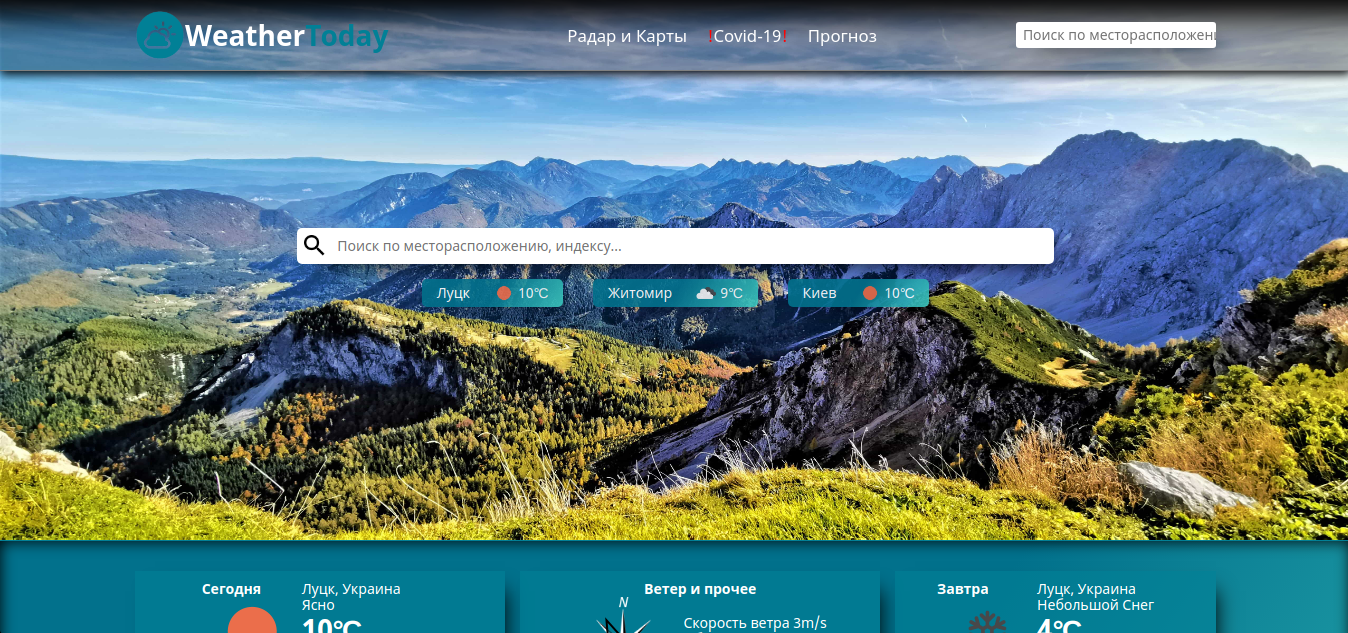 WeatherToday
Радар и Карты !Covid-19! Прогноз
Поиск по месторасположени
Поиск по месторасположению, индексу...
Луцк 10°C Житомир 9°C Киев 10°C
Сегодня
Луцк, Украина
Ясно
10°C
Ветер и прочее
N
Скорость ветра 3m/s
Завтра
Луцк, Украина
Небольшой Снег
4°C